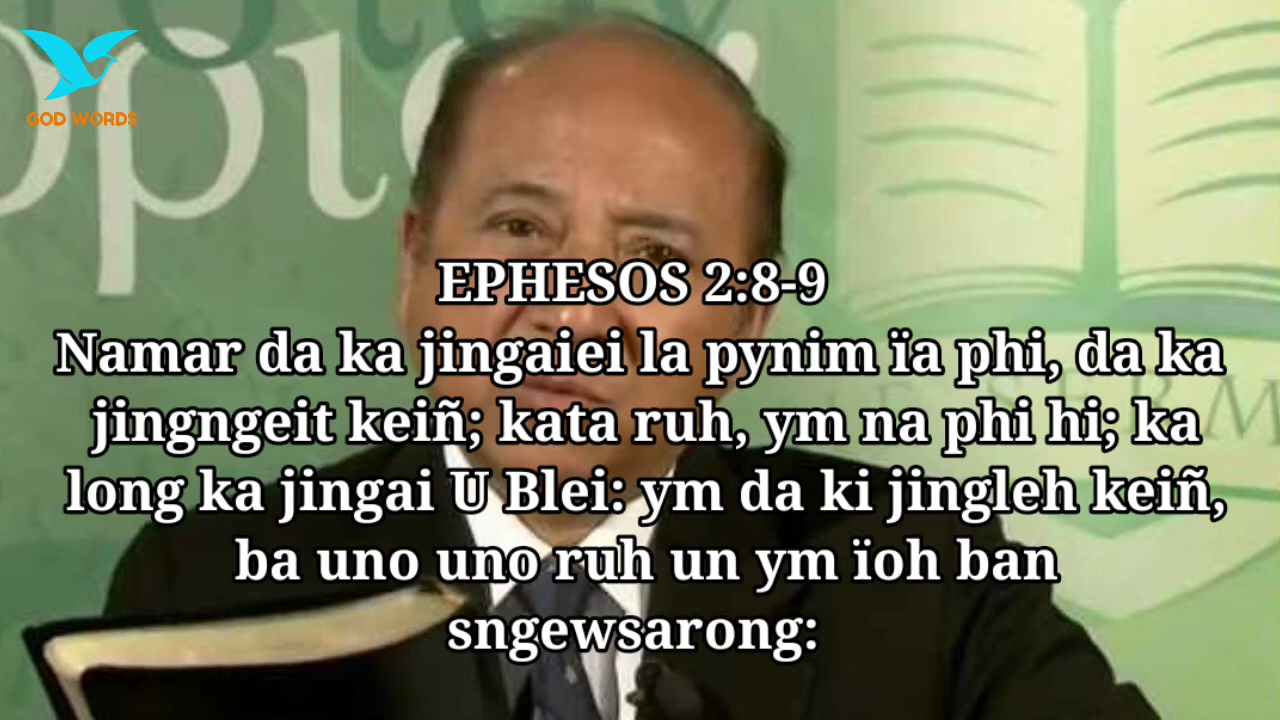 GOD WORDS
EPHESOS 2:8-9
Namar da ka jingaiei la pynim ïa phi, da ka
jingngeit keiñ; kata ruh, ym na phi hi; ka
long ka jingai U Blei: ym da ki jingleh keiñ,
ba uno uno ruh un ym ïoh ban
sngewsarong: